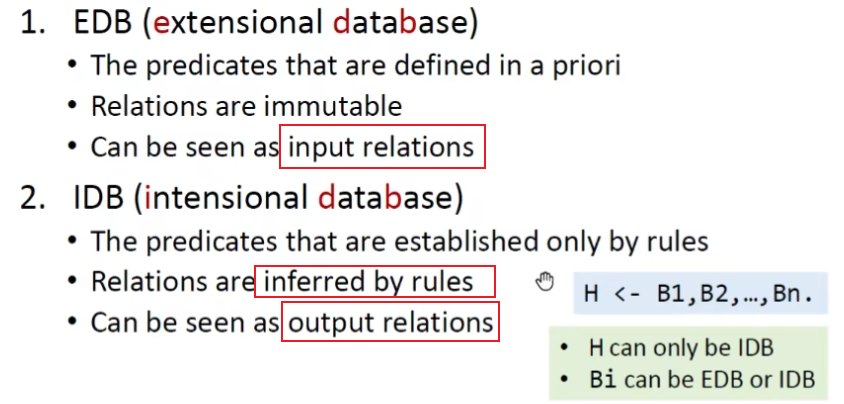 1. EDB (extensional database)
• The predicates that are defined in a priori
• Relations are immutable
• Can be seen as input relations
2. IDB (intensional database)
• The predicates that are established only by rules
• Relations are inferred by rules
• Can be seen as output relations
H <- B1,B2,…,Bn.
• H can only be IDB
• Bi can be EDB or IDB